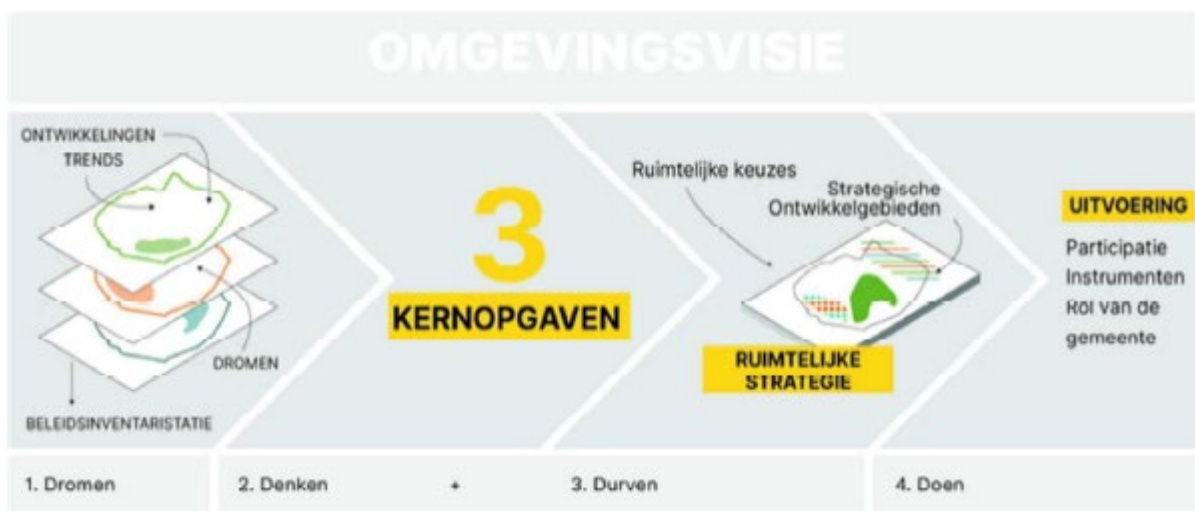 OMGEVINGSVISIE
ONTWIKKELINGEN
TRENDS
DROMEN
BELEIDSINVENTARISTATIE
3
KERNOPGAVEN
Ruimtelijke keuzes
Strategische
Ontwikkelgebieden
RUIMTELIJKE
STRATEGIE
UITVOERING
Participatie
Instrumenten
Rol van de
gemeente
1. Dromen
2. Denken
+
3. Durven
4. Doen